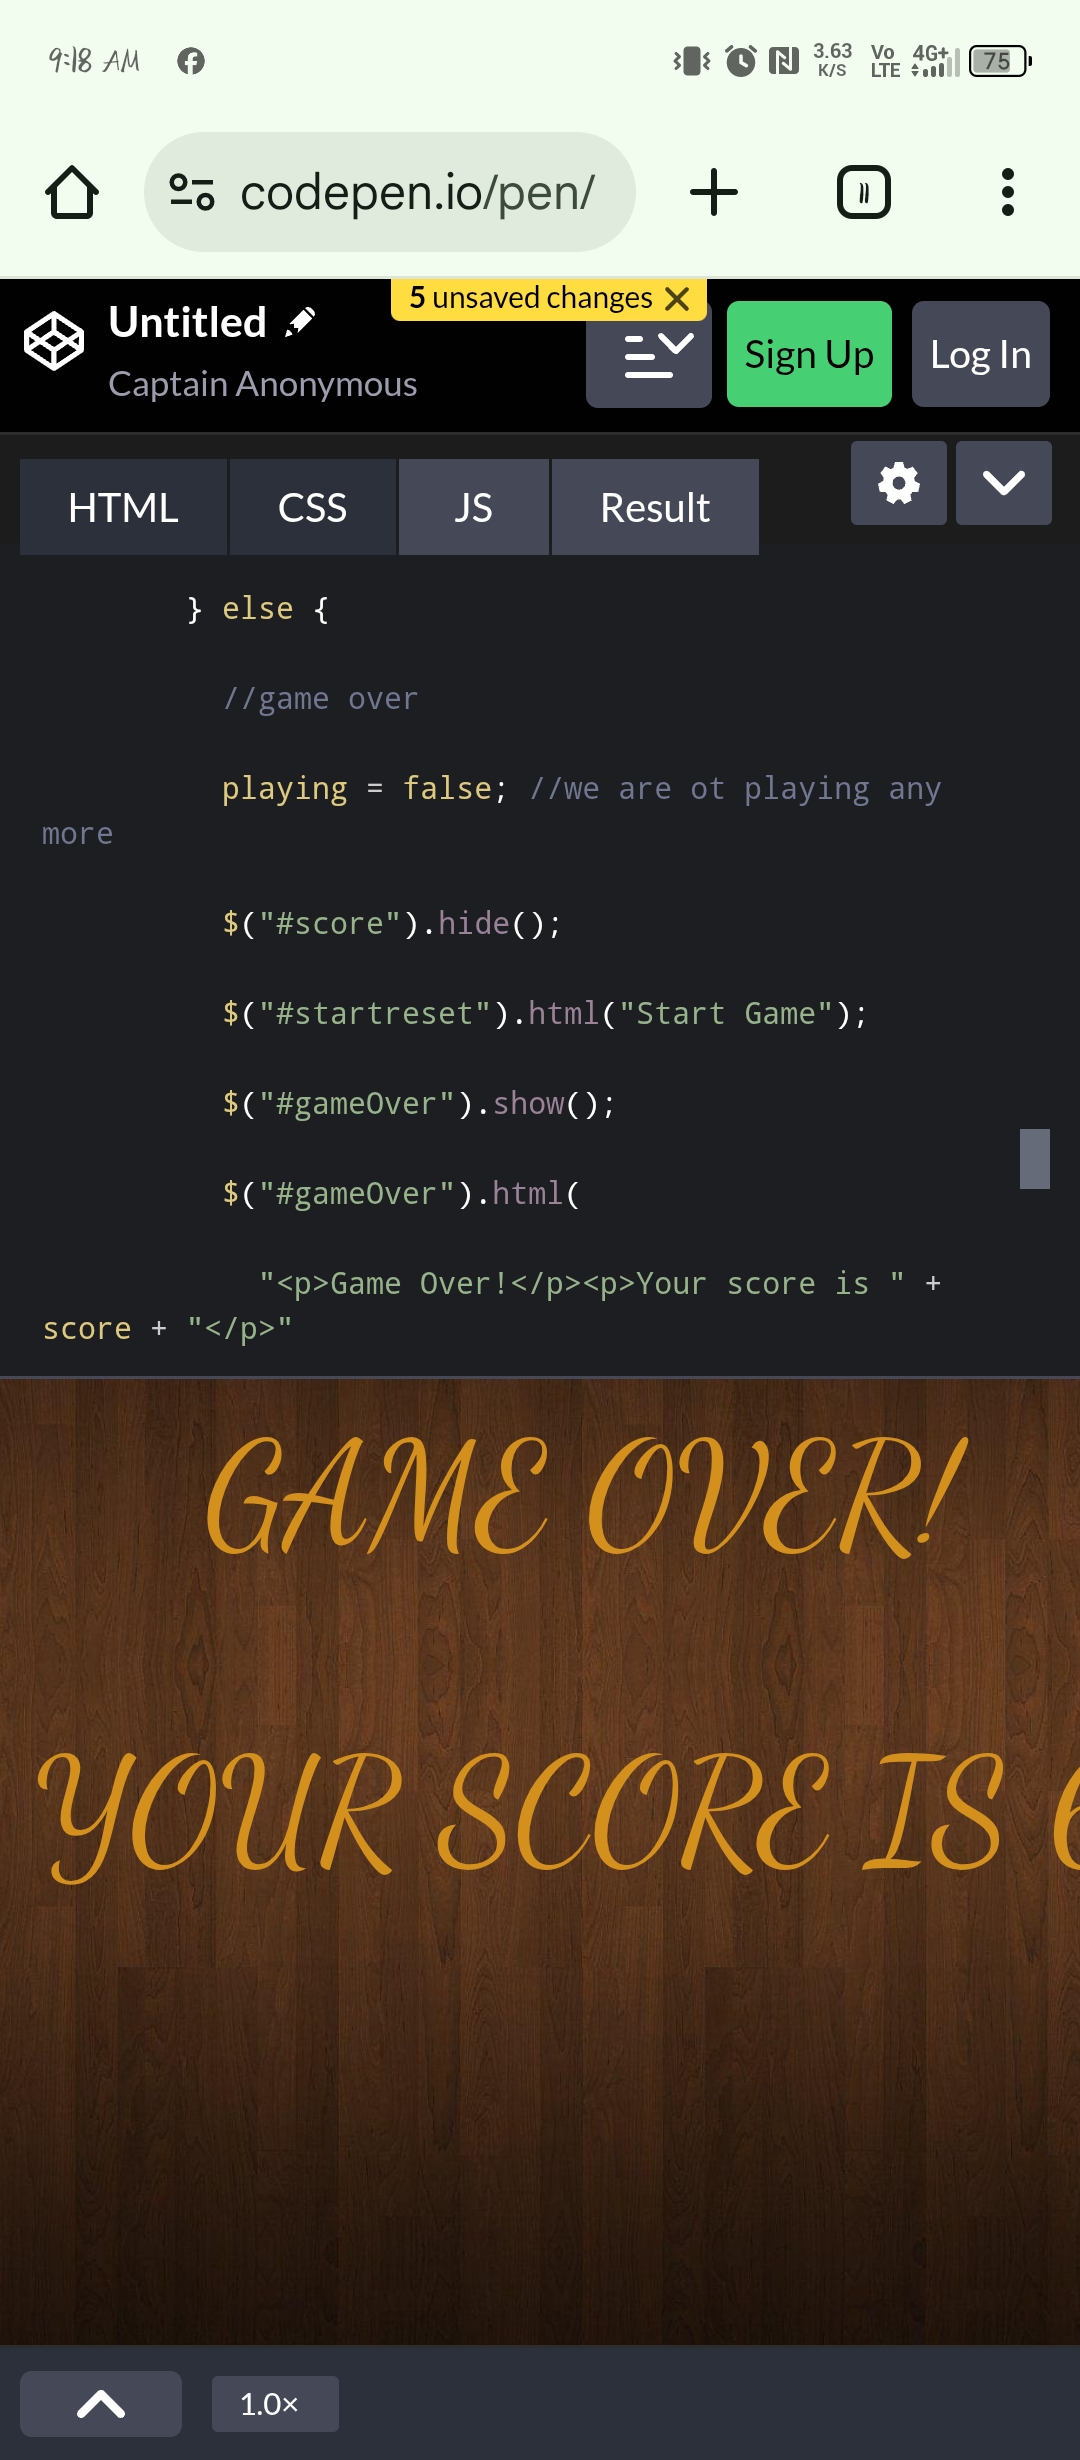 9:18 AM
3.63 K/S Vo LTE 4G+ 75
codepen.io/pen/
5 unsaved changes
Untitled
Captain Anonymous
Sign Up
Log In
HTML CSS JS Result
} else {
//game over
playing = false; //we are ot playing any
more
$("#score").hide();
$("#startreset").html("Start Game");
$("#gameOver").show();
$("#gameOver").html(
"<p>Game Over!</p><p>Your score is " +
score + "</p>"
GAME OVER!
YOUR SCORE IS
1.0×